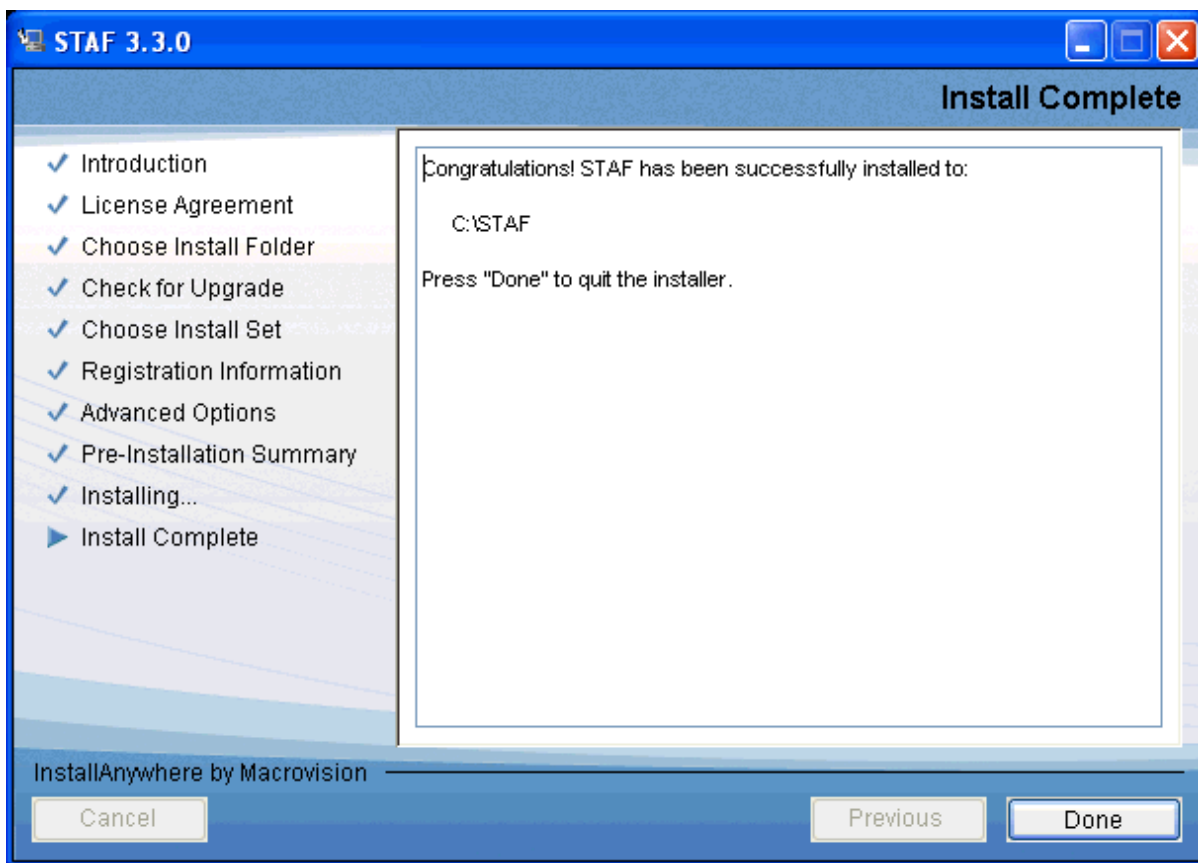 STAF 3.3.0
Install Complete
Introduction
License Agreement
Choose Install Folder
Check for Upgrade
Choose Install Set
Registration Information
Advanced Options
Pre-Installation Summary
Installing...
Install Complete
Congratulations! STAF has been successfully installed to:
C:\STAF
Press "Done" to quit the installer.
InstallAnywhere by Macrovision
Cancel
Previous
Done